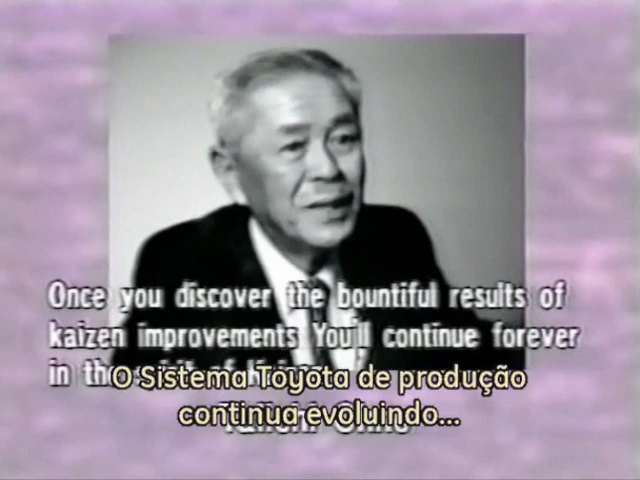 Once you discover the bountiful results of
kaizen improvements You'll continue forever
in
O Sistema Toyota de produção
continua evoluindo...